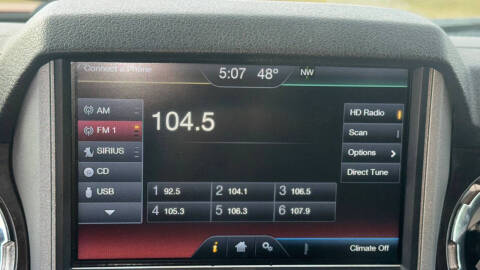 Connect a Phone
5:07 48° NW
AM
FM 1
SIRIUS
CD
USB
104.5
HD Radio
Scan
Options
Direct Tune
1 92.5 2 104.1 3 106.5
4 105.3 5 106.3 6 107.9
Climate Off